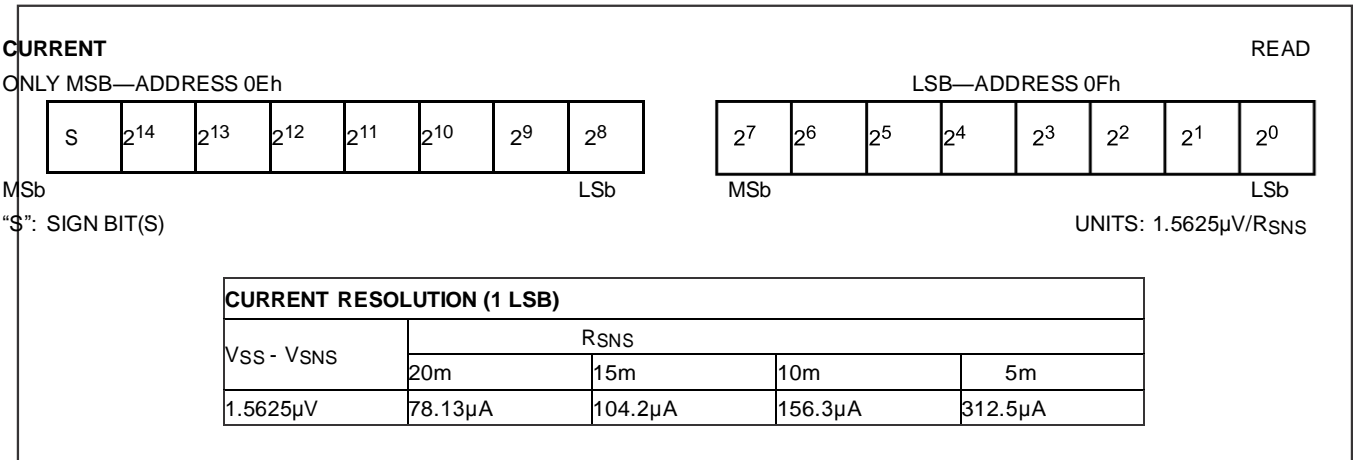 CURRENT READ
ONLY MSB—ADDRESS 0Eh LSB—ADDRESS 0Fh
S 2^14 2^13 2^12 2^11 2^10 2^9 2^8 2^7 2^6 2^5 2^4 2^3 2^2 2^1 2^0
MSb LSb MSb LSb
“S”: SIGN BIT(S) UNITS: 1.5625µV/RSNS
CURRENT RESOLUTION (1 LSB)
VSS - VSNS RSNS
20m 15m 10m 5m
1.5625µV 78.13µA 104.2µA 156.3µA 312.5µA